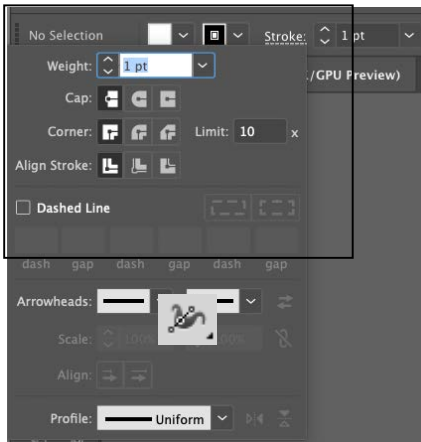 No Selection Stroke: 1 pt
Weight: 1 pt
/GPU Preview)
Cap:
Corner: Limit: 10 x
Align Stroke:
Dashed Line
dash gap dash gap dash gap
Arrowheads:
Scale: 100% 100%
Align:
Profile: Uniform